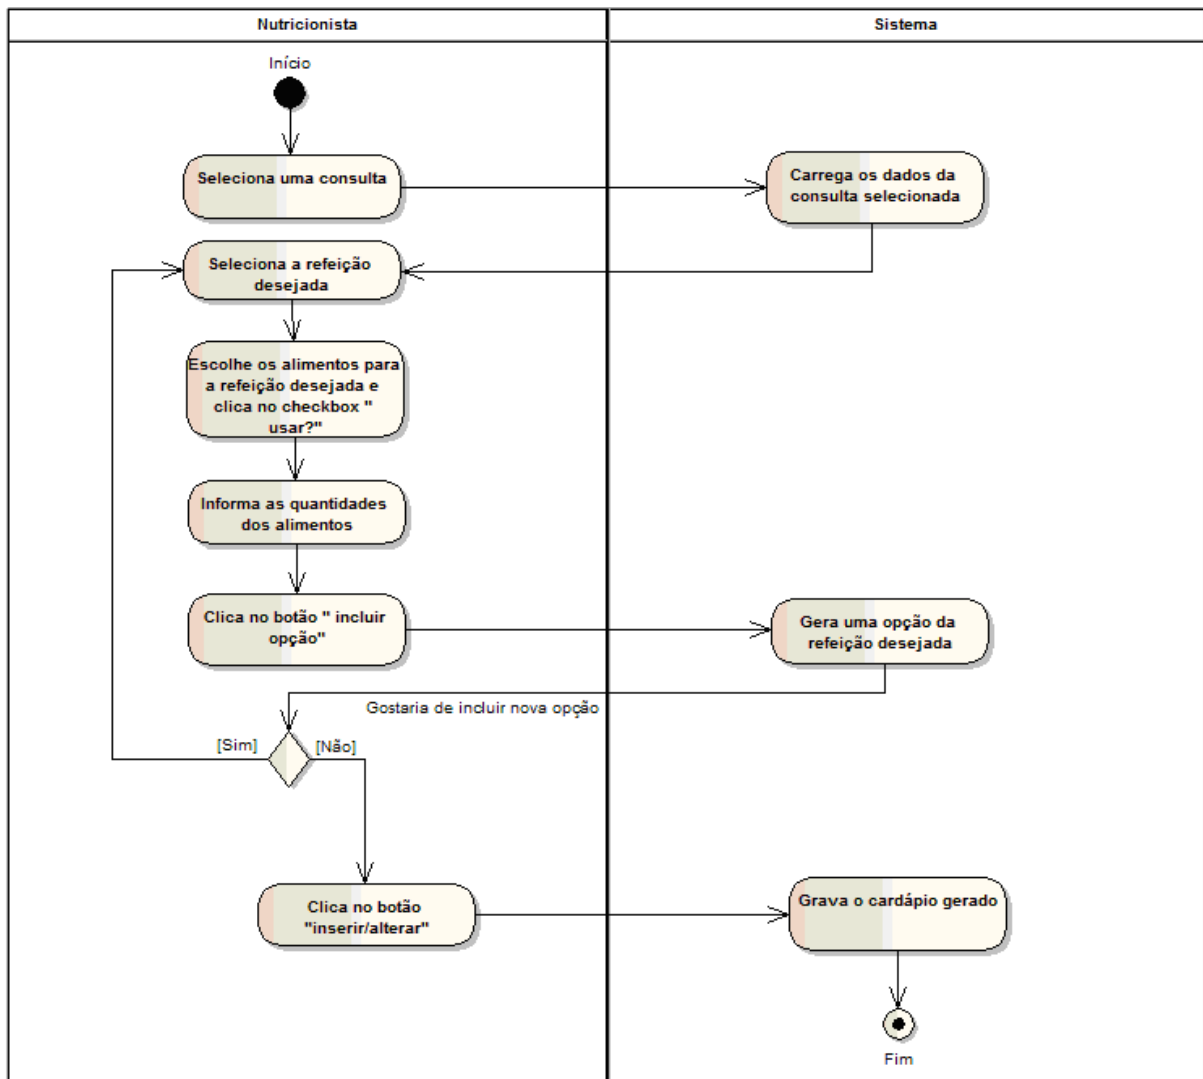 Nutricionista
Sistema
Início
Seleciona uma consulta
Carrega os dados da
consulta selecionada
Seleciona a refeição
desejada
Escolhe os alimentos para
a refeição desejada e
clica no checkbox "
usar?"
Informa as quantidades
dos alimentos
Clica no botão " incluir
opção"
Gera uma opção da
refeição desejada
Gostaria de incluir nova opção
[Sim]
[Não]
Clica no botão
"inserir/alterar"
Grava o cardápio gerado
Fim